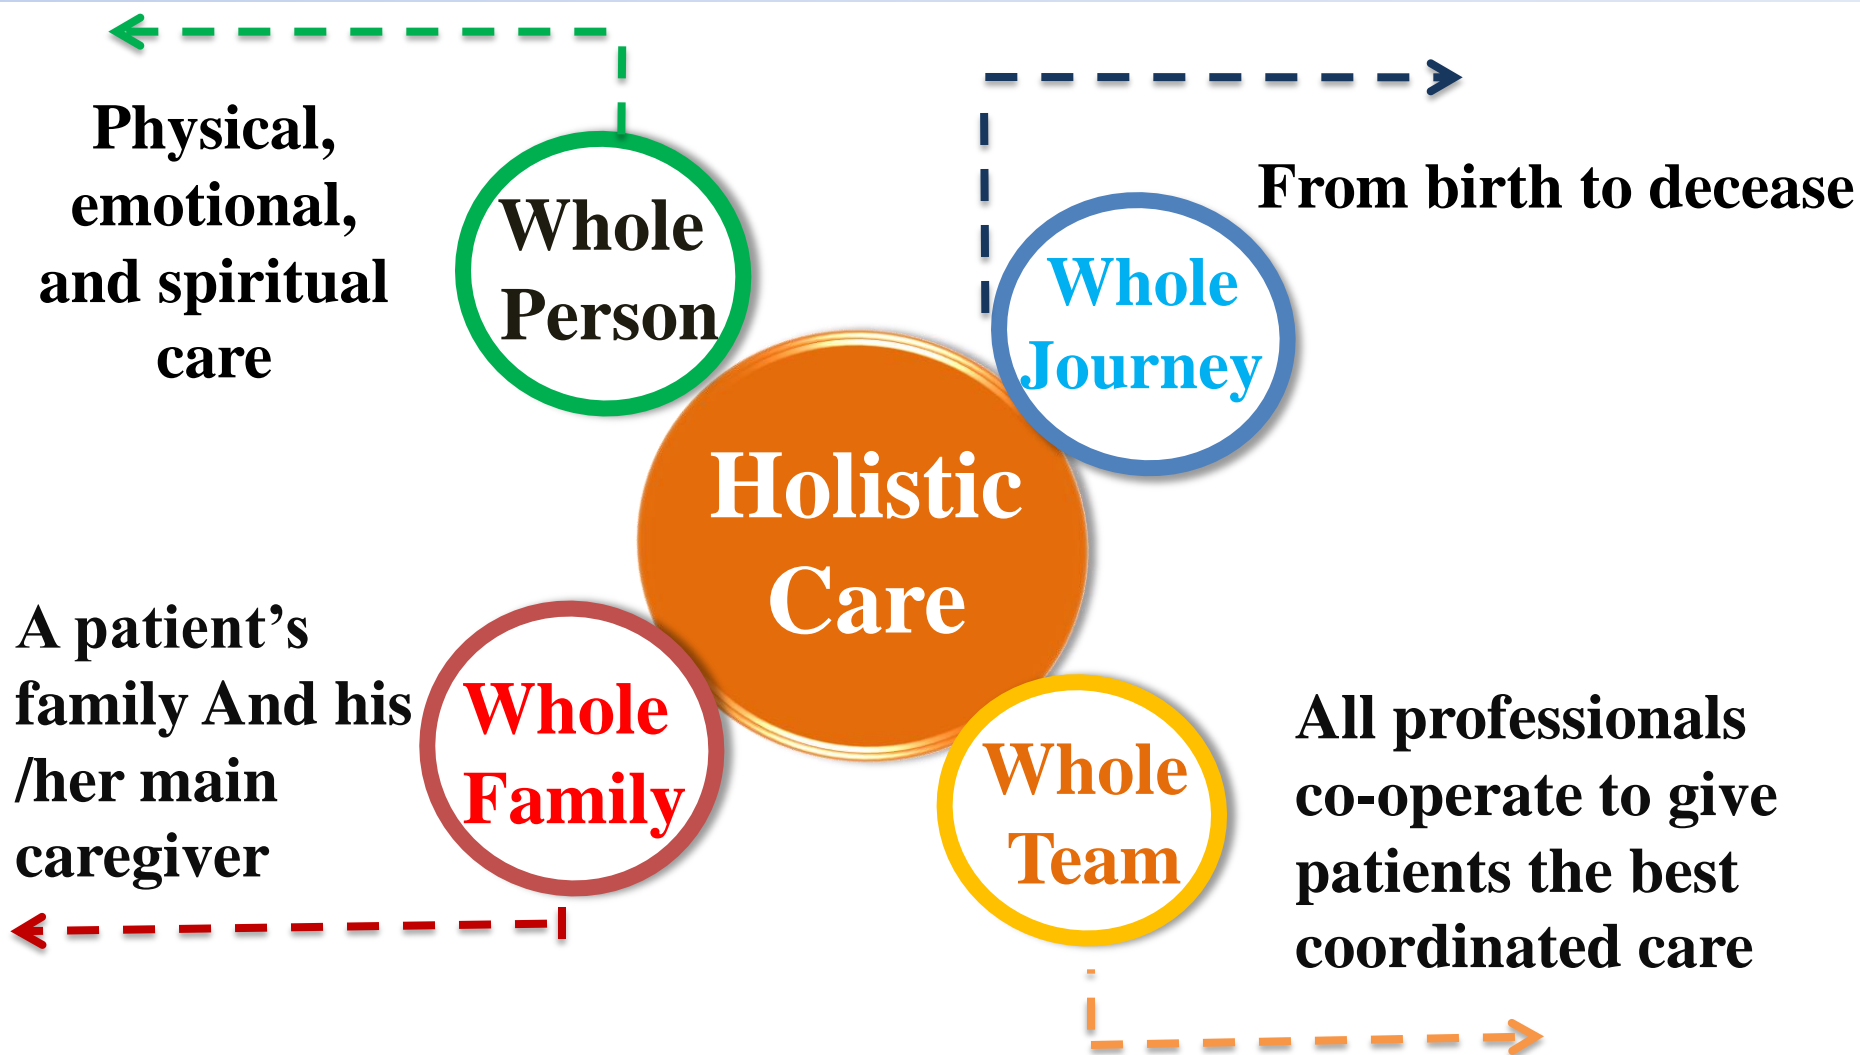 Physical,
emotional,
and spiritual
care
Whole
Person
From birth to decease
Whole
Journey
Holistic
Care
A patient’s
family And his
/her main
caregiver
Whole
Family
Whole
Team
All professionals
co-operate to give
patients the best
coordinated care